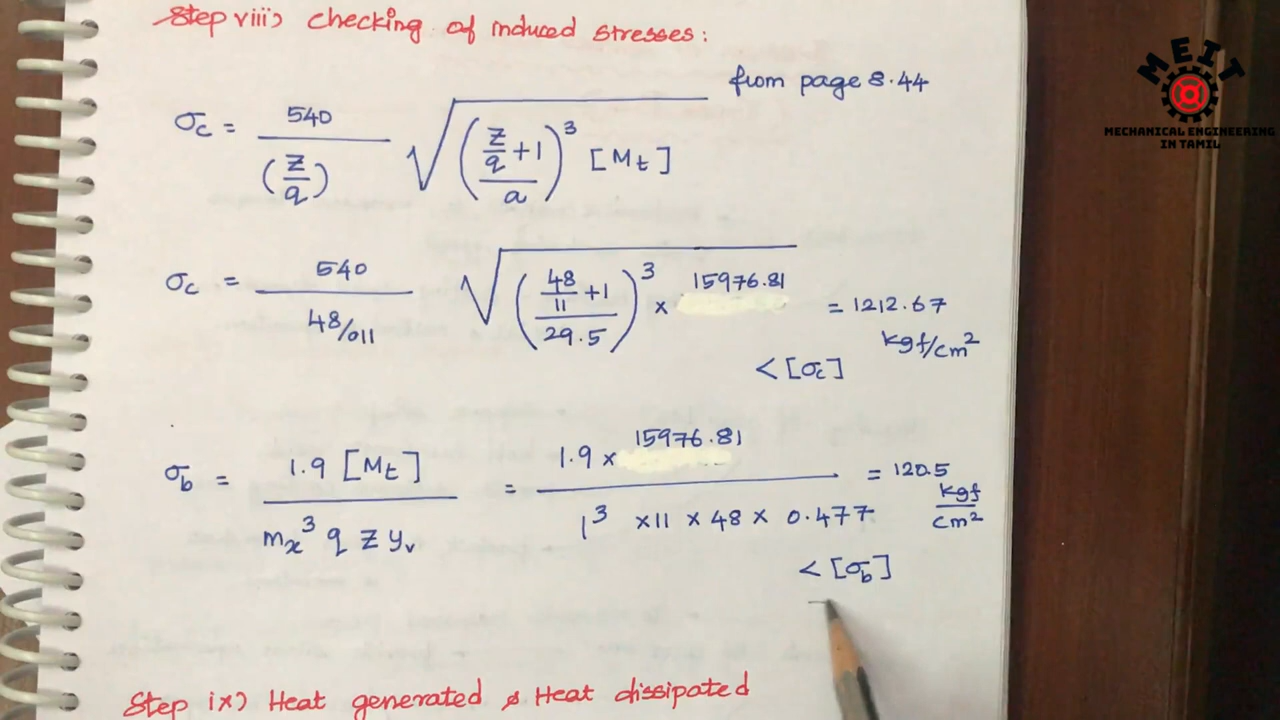 Step viii) Checking of induced stresses:
from page 8.44
σc = 540 / (z/q) √( ((z/q + 1) / a)³ [Mt] )
σc = 540 / 48/011 √( ((48/11 + 1) / 29.5)³ × 15976.81 ) = 1212.67 kgf/cm²
< [σc]
σb = 1.9 [Mt] / mx³ q z yv = 1.9 × 15976.81 / 1³ × 11 × 48 × 0.477 = 120.5 kgf/cm²
< [σb]
Step ix) Heat generated & Heat dissipated
MEIT
MECHANICAL ENGINEERING
IN TAMIL